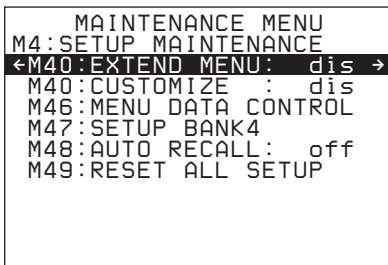 MAINTENANCE MENU
M4:SETUP MAINTENANCE
←M40:EXTEND MENU: dis →
M40:CUSTOMIZE : dis
M46:MENU DATA CONTROL
M47:SETUP BANK4
M48:AUTO RECALL: off
M49:RESET ALL SETUP